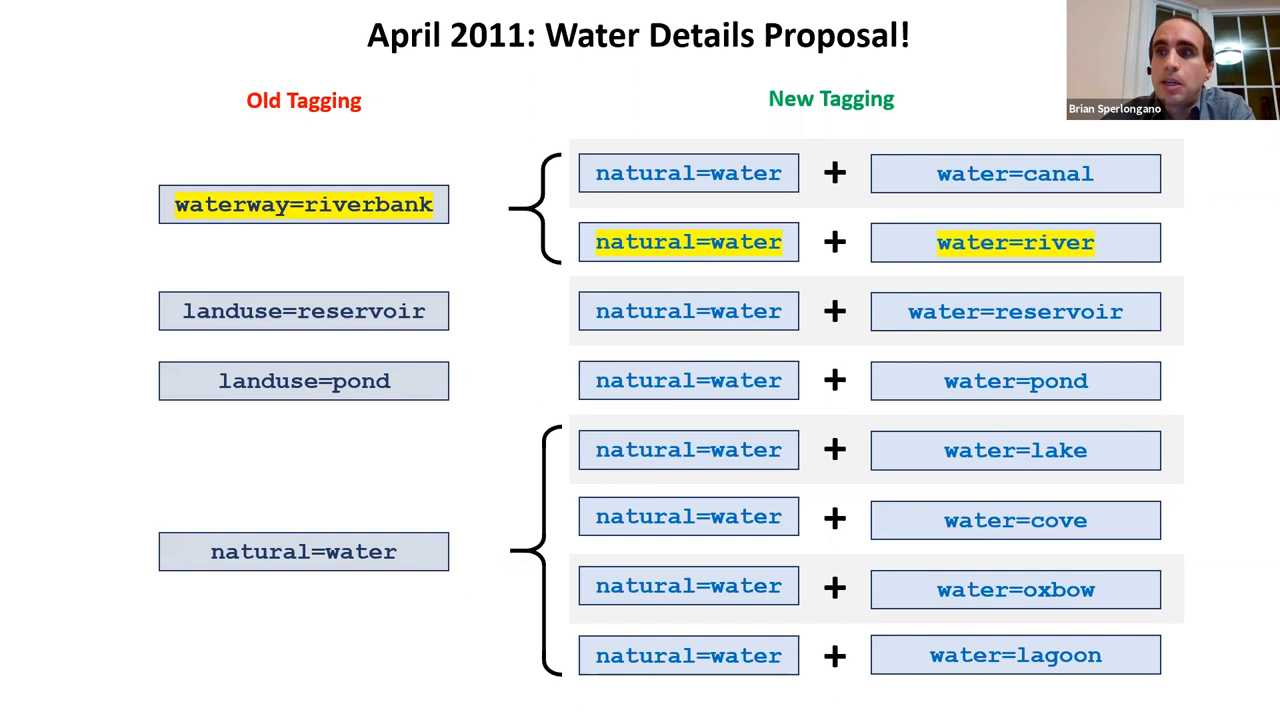 April 2011: Water Details Proposal!
Brian Sperlongano
Old Tagging
New Tagging
waterway=riverbank
natural=water + water=canal
natural=water + water=river
landuse=reservoir
natural=water + water=reservoir
landuse=pond
natural=water + water=pond
natural=water
natural=water + water=lake
natural=water + water=cove
natural=water + water=oxbow
natural=water + water=lagoon